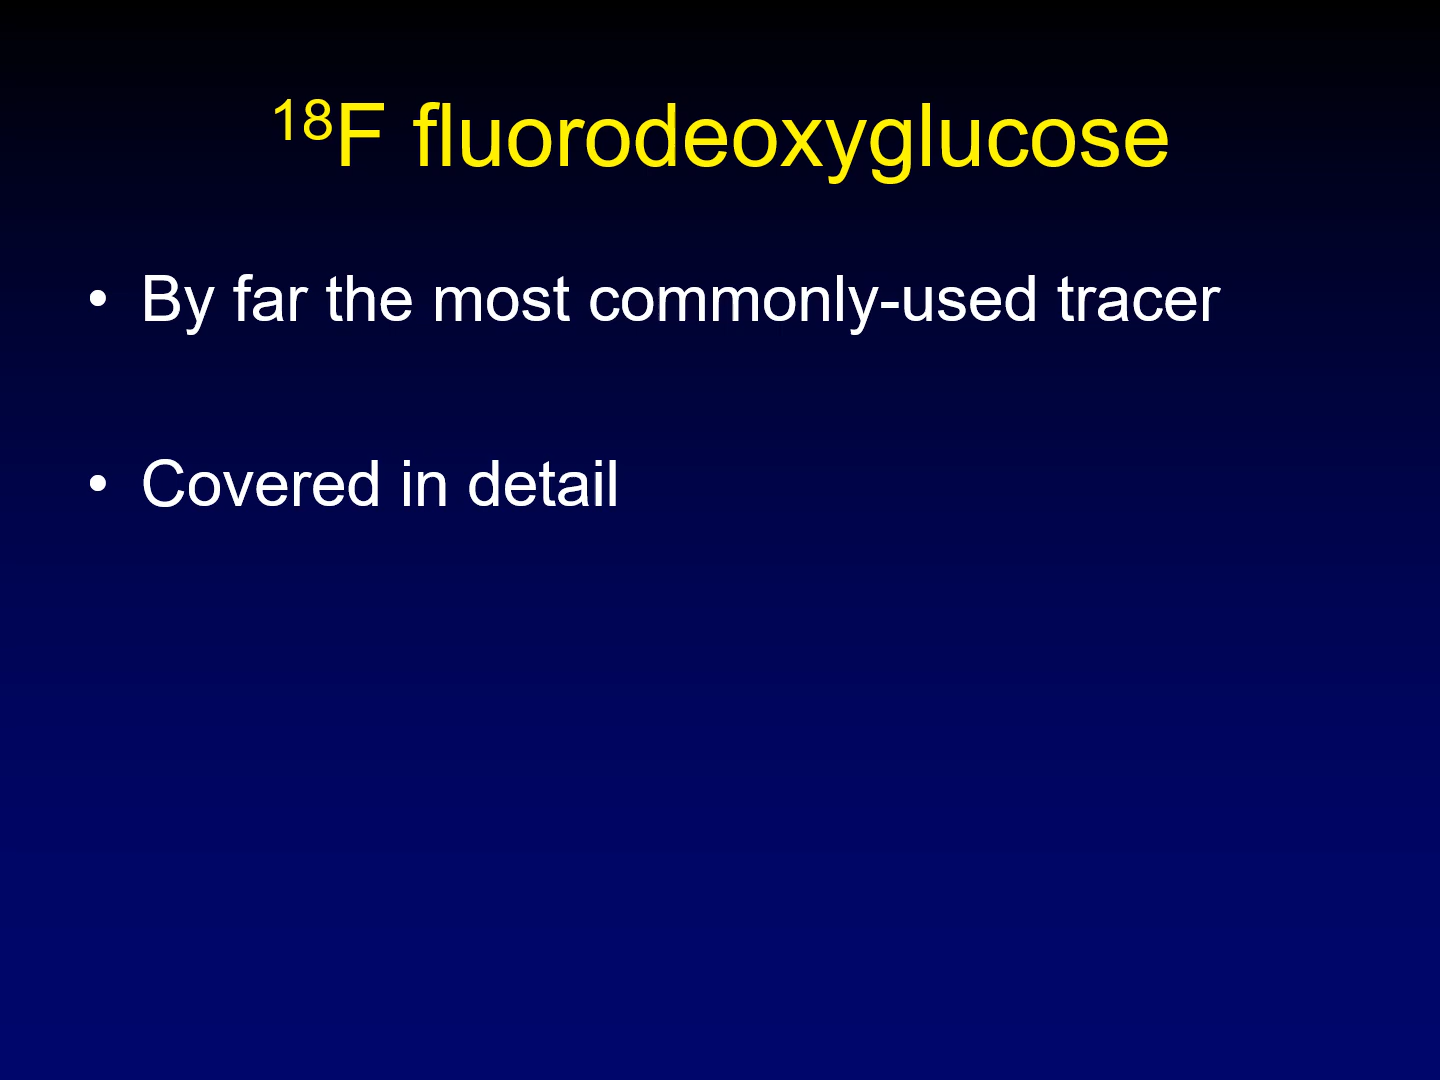 ¹⁸F fluorodeoxyglucose
• By far the most commonly-used tracer
• Covered in detail